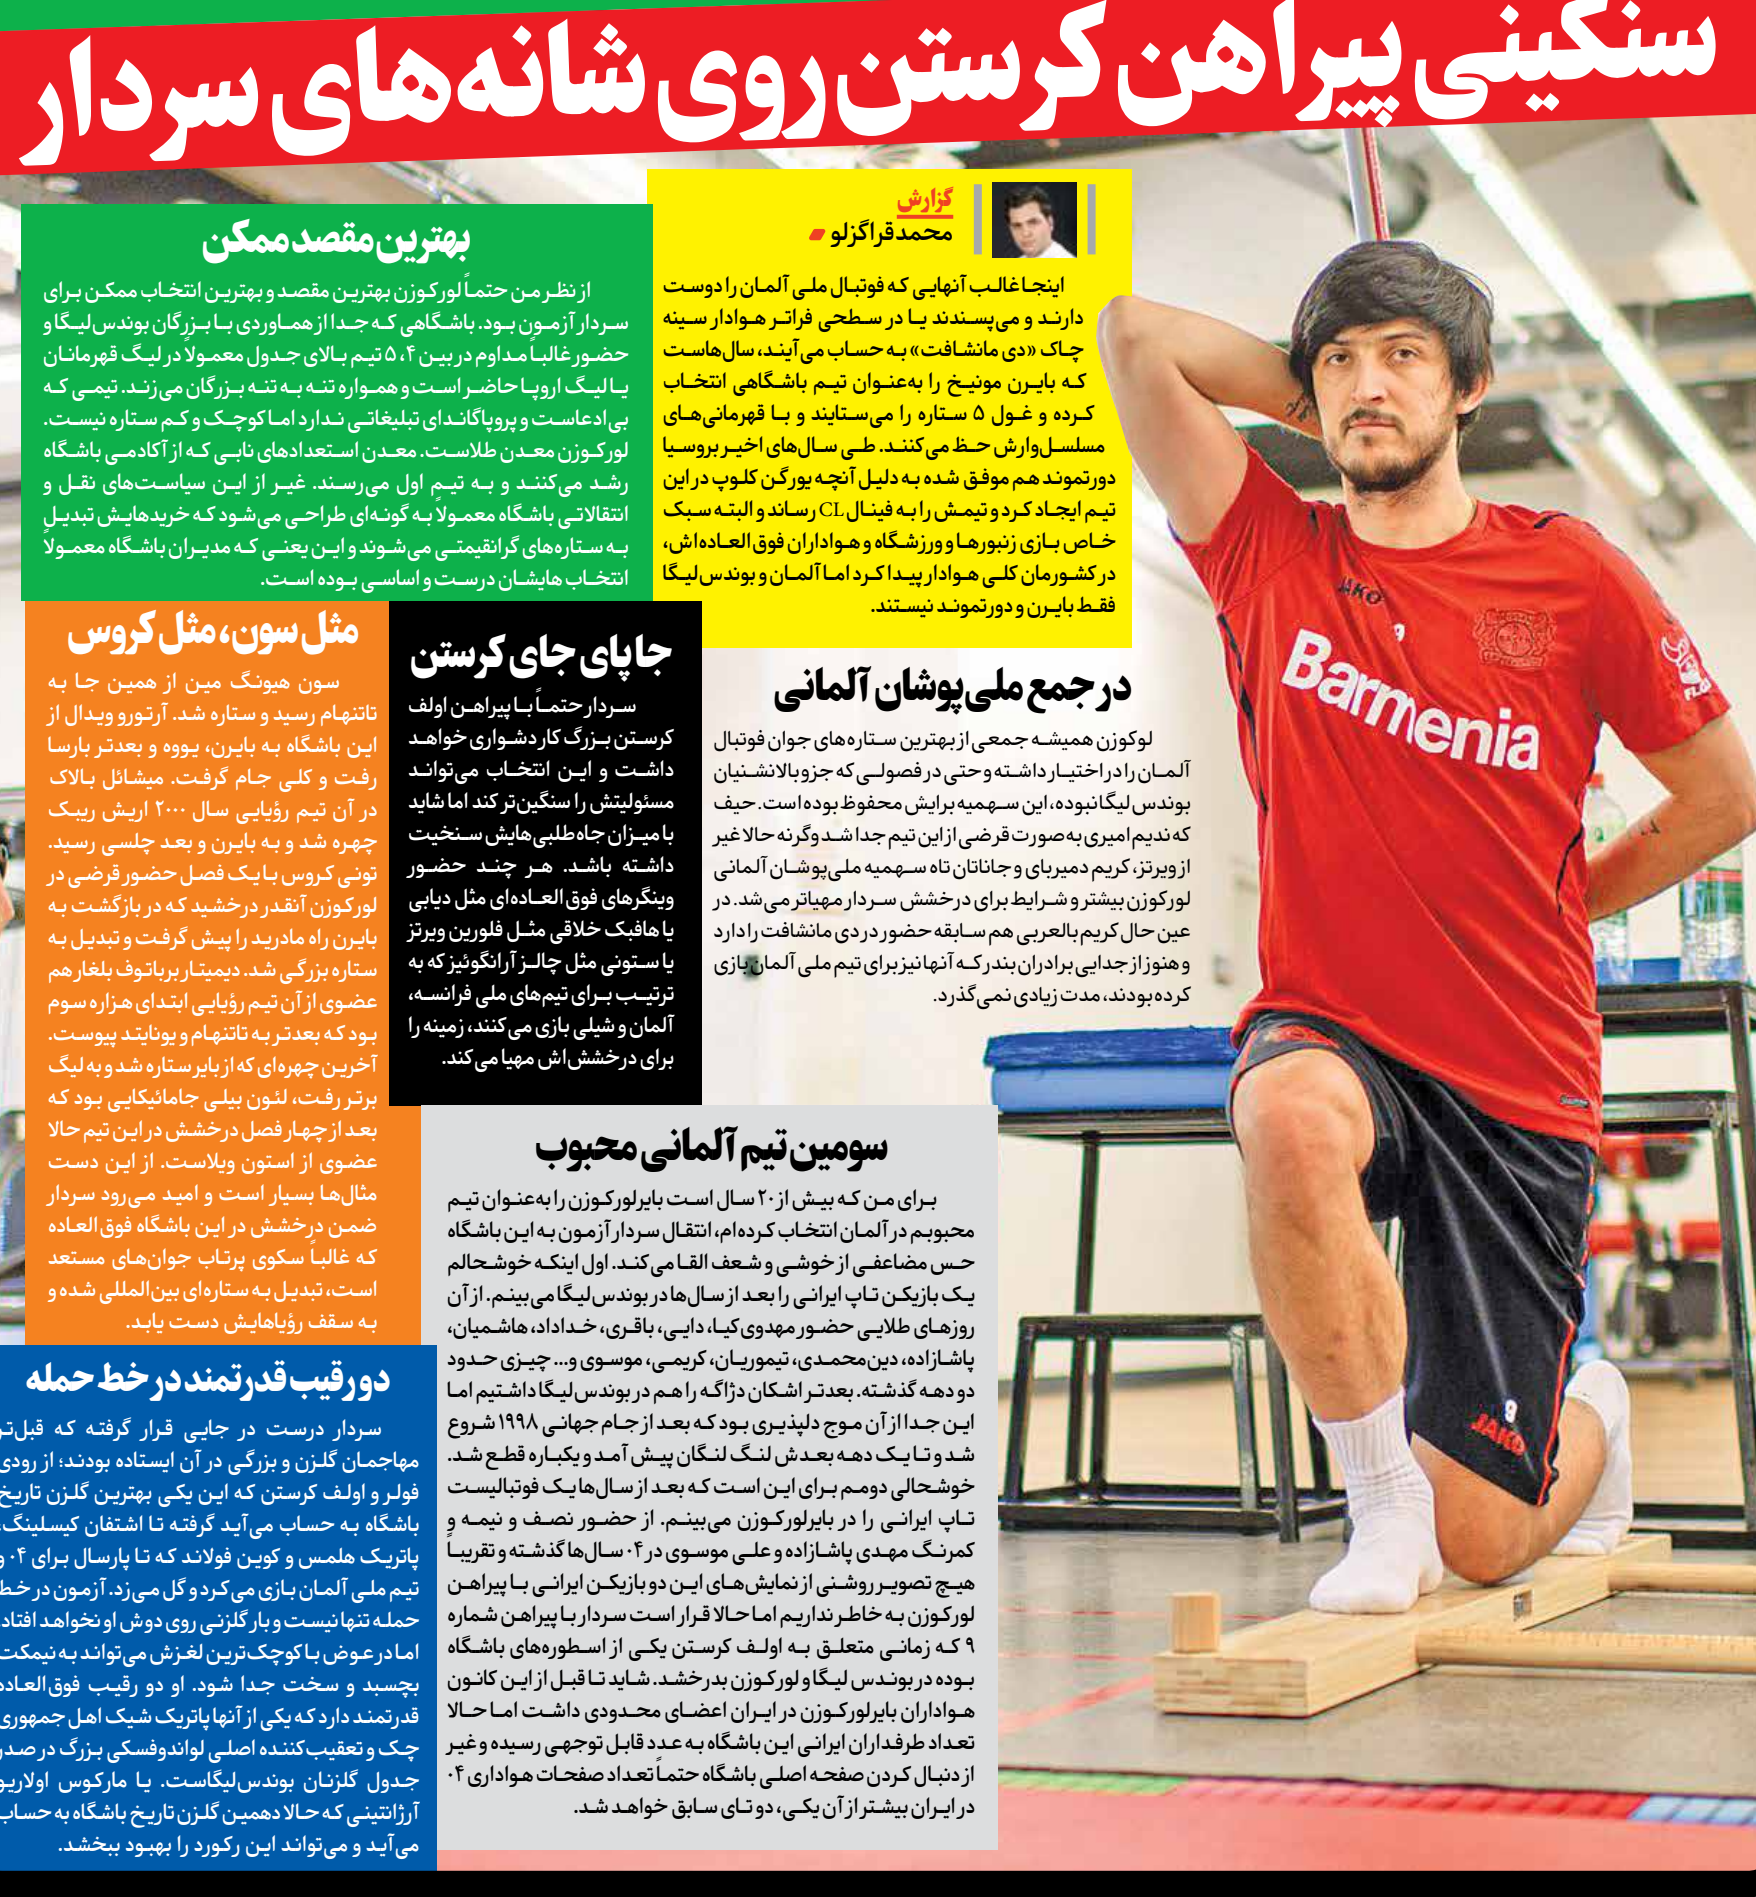 سنگینی پیراهن کرستن روی شانه‌های سردار
گزارش
محمد قراگزلو
اینجا غالب آنهایی که فوتبال ملی آلمان را دوست
دارند و می‌پسندند یا در سطحی فراتر هوادار سینه
چاک «دی مانشافت» به حساب می‌آیند، سال‌هاست
که بایرن مونیخ را به‌عنوان تیم باشگاهی انتخاب
کرده و غول ۵ ستاره را می‌ستایند و با قهرمانی‌های
مسلسل‌وارش حظ می‌کنند. طی سال‌های اخیر بروسیا
دورتموند هم موفق شده به دلیل آنچه یورگن کلوپ در این
تیم ایجاد کرد و تیمش را به فینال CL رساند و البته سبک
خاص بازی زنبورها و ورزشگاه و هواداران فوق‌العاده‌اش،
در کشورمان کلی هوادار پیدا کرد اما آلمان و بوندس‌لیگا
فقط بایرن و دورتموند نیستند.
بهترین مقصد ممکن
از نظر من حتماً لورکوزن بهترین مقصد و بهترین انتخاب ممکن برای
سردار آزمون بود. باشگاهی که جدا از هماوردی با بزرگان بوندس‌لیگا و
حضور غالباً مداوم در بین ۴، ۵ تیم بالای جدول معمولا در لیگ قهرمانان
یا لیگ اروپا حاضر است و همواره تنه به تنه بزرگان می‌زند. تیمی که
بی‌ادعاست و پروپاگاندای تبلیغاتی ندارد اما کوچک و کم ستاره نیست.
لورکوزن معدن طلاست. معدن استعدادهای نابی که از آکادمی باشگاه
رشد می‌کنند و به تیم اول می‌رسند. غیر از این سیاست‌های نقل و
انتقالاتی باشگاه معمولاً به گونه‌ای طراحی می‌شود که خریدهایش تبدیل
به ستاره‌های گرانقیمتی می‌شوند و این یعنی که مدیران باشگاه معمولاً
انتخاب‌هایشان درست و اساسی بوده است.
در جمع ملی‌پوشان آلمانی
لوکوزن همیشه جمعی از بهترین ستاره‌های جوان فوتبال
آلمان را در اختیار داشته و حتی در فصولی که جزو بالانشنیان
بوندس‌لیگا نبوده، این سهمیه برایش محفوظ بوده است. حیف
که ندیم امیری به‌صورت قرضی از این تیم جدا شد وگرنه حالا غیر
از ویرتز، کریم دمیربای و جاناتان تاه سهمیه ملی‌پوشان آلمانی
لورکوزن بیشتر و شرایط برای درخشش سردار مهیاتر می‌شد. در
عین حال کریم بالعربی هم سابقه حضور در دی مانشافت را دارد
و هنوز از جدایی برادران بندر که آنها نیز برای تیم ملی آلمان بازی
کرده بودند، مدت زیادی نمی‌گذرد.
جا پای جای کرستن
سردار حتماً با پیراهن اولف
کرستن بزرگ کار دشواری خواهد
داشت و این انتخاب می‌تواند
مسئولیتش را سنگین‌تر کند اما شاید
با میزان جاه‌طلبی‌هایش سنخیت
داشته باشد. هر چند حضور
وینگرهای فوق‌العاده‌ای مثل دیابی
یا هافبک خلاقی مثل فلورین ویرتز
یا ستونی مثل چالز آرانگوئیز که به
ترتیب برای تیم‌های ملی فرانسه،
آلمان و شیلی بازی می‌کنند، زمینه را
برای درخشش‌اش مهیا می‌کند.
مثل سون، مثل کروس
سون هیونگ مین از همین جا به
تاتنهام رسید و ستاره شد. آرتورو ویدال از
این باشگاه به بایرن، یووه و بعدتر بارسا
رفت و کلی جام گرفت. میشائل بالاک
در آن تیم رؤیایی سال ۲۰۰۰ اریش ریبک
چهره شد و به بایرن و بعد چلسی رسید.
تونی کروس با یک فصل حضور قرضی در
لورکوزن آنقدر درخشید که در بازگشت به
بایرن راه مادرید را پیش گرفت و تبدیل به
ستاره بزرگی شد. دیمیتار برباتوف بلغار هم
عضوی از آن تیم رؤیایی ابتدای هزاره سوم
بود که بعدتر به تاتنهام و یونایتد پیوست.
آخرین چهره‌ای که از بایر ستاره شد و به لیگ
برتر رفت، لئون بیلی جامائیکایی بود که
بعد از چهار فصل درخشش در این تیم حالا
عضوی از استون ویلاست. از این دست
مثال‌ها بسیار است و امید می‌رود سردار
ضمن درخشش در این باشگاه فوق‌العاده
که غالباً سکوی پرتاب جوان‌های مستعد
است، تبدیل به ستاره‌ای بین‌المللی شده و
به سقف رؤیاهایش دست یابد.
سومین تیم آلمانی محبوب
برای من که بیش از ۲۰ سال است بایرلورکوزن را به‌عنوان تیم
محبوبم در آلمان انتخاب کرده‌ام، انتقال سردار آزمون به این باشگاه
حس مضاعفی از خوشی و شعف القا می‌کند. اول اینکه خوشحالم
یک بازیکن تاپ ایرانی را بعد از سال‌ها در بوندس‌لیگا می‌بینم. از آن
روزهای طلایی حضور مهدوی‌کیا، دایی، باقری، خداداد، هاشمیان،
پاشازاده، دین‌محمدی، تیموریان، کریمی، موسوی و... چیزی حدود
دو دهه گذشته. بعدتر اشکان دژاگه را هم در بوندس‌لیگا داشتیم اما
این جدا از آن موج دلپذیری بود که بعد از جام جهانی ۱۹۹۸ شروع
شد و تا یک دهه بعدش لنگ لنگان پیش آمد و یکباره قطع شد.
خوشحالی دومم برای این است که بعد از سال‌ها یک فوتبالیست
تاپ ایرانی را در بایرلورکوزن می‌بینم. از حضور نصف و نیمه و
کمرنگ مهدی پاشازاده و علی موسوی در ۰۴ سال‌ها گذشته و تقریباً
هیچ تصویر روشنی از نمایش‌های این دو بازیکن ایرانی با پیراهن
لورکوزن به خاطر نداریم اما حالا قرار است سردار با پیراهن شماره
۹ که زمانی متعلق به اولف کرستن یکی از اسطوره‌های باشگاه
بوده در بوندس لیگا و لورکوزن بدرخشد. شاید تا قبل از این کانون
هواداران بایرلورکوزن در ایران اعضای محدودی داشت اما حالا
تعداد طرفداران ایرانی این باشگاه به عدد قابل توجهی رسیده و غیر
از دنبال کردن صفحه اصلی باشگاه حتماً تعداد صفحات هواداری ۰۴
در ایران بیشتر از آن یکی، دو تای سابق خواهد شد.
دو رقیب قدرتمند در خط حمله
سردار درست در جایی قرار گرفته که قبل‌تر
مهاجمان گلزن و بزرگی در آن ایستاده بودند؛ از رودی
فولر و اولف کرستن که این یکی بهترین گلزن تاریخ
باشگاه به حساب می‌آید گرفته تا اشتفان کیسلینگ،
پاتریک هلمس و کوین فولاند که تا پارسال برای ۰۴ و
تیم ملی آلمان بازی می‌کرد و گل می‌زد. آزمون در خط
حمله تنها نیست و بار گلزنی روی دوش او نخواهد افتاد
اما در عوض با کوچک‌ترین لغزش می‌تواند به نیمکت
بچسبد و سخت جدا شود. او دو رقیب فوق‌العاده
قدرتمند دارد که یکی از آنها پاتریک شیک اهل جمهوری
چک و تعقیب‌کننده اصلی لواندوفسکی بزرگ در صدر
جدول گلزنان بوندس‌لیگاست. یا مارکوس اولاریو
آرژانتینی که حالا دهمین گلزن تاریخ باشگاه به حساب
می‌آید و می‌تواند این رکورد را بهبود ببخشد.
JAKO
9
Barmenia
9
JAKO